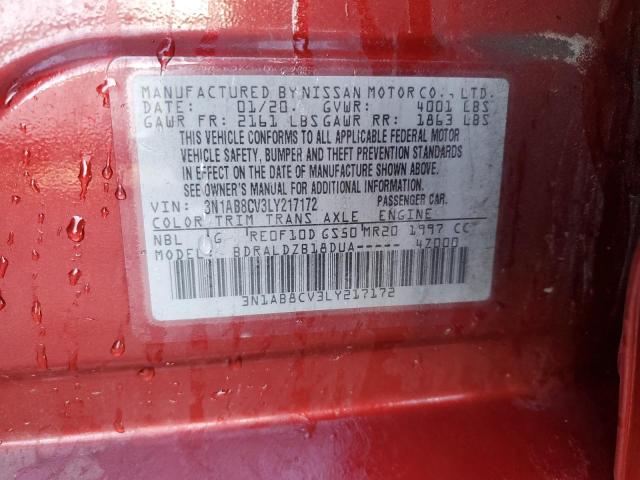 MANUFACTURED BY NISSAN MOTOR CO., LTD.
DATE: 01/20 GVWR: 4001 LBS
GAWR FR: 2161 LBS GAWR RR: 1863 LBS
THIS VEHICLE CONFORMS TO ALL APPLICABLE FEDERAL MOTOR
VEHICLE SAFETY, BUMPER AND THEFT PREVENTION STANDARDS
IN EFFECT ON THE DATE OF MANUFACTURE SHOWN ABOVE.
SEE OWNER'S MANUAL FOR ADDITIONAL INFORMATION.
VIN: 3N1AB8CV3LY217172 PASSENGER CAR.
COLOR TRIM TRANS AXLE ENGINE
NBL G RE0F10D GS50 MR20 1997 CC
MODEL: BDRALDZB18DUA----- 4Z000
3N1AB8CV3LY217172